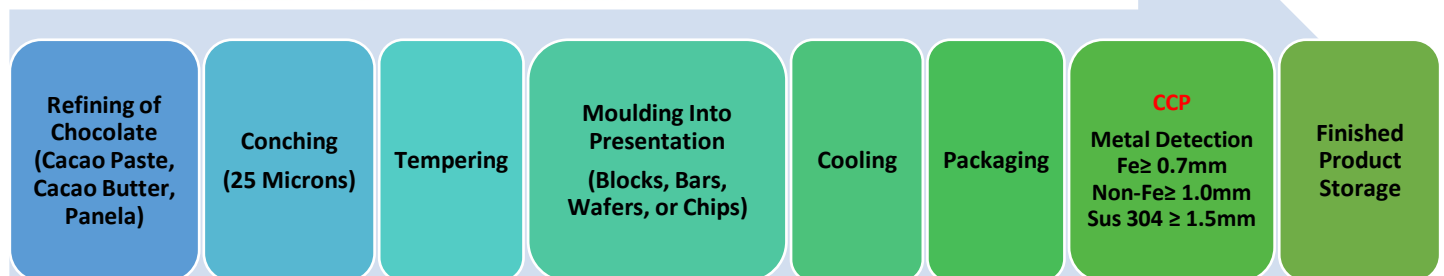 Refining of
Chocolate
(Cacao Paste,
Cacao Butter,
Panela)
Conching
(25 Microns)
Tempering
Moulding Into
Presentation
(Blocks, Bars,
Wafers, or Chips)
Cooling
Packaging
CCP
Metal Detection
Fe≥ 0.7mm
Non-Fe≥ 1.0mm
Sus 304 ≥ 1.5mm
Finished
Product
Storage